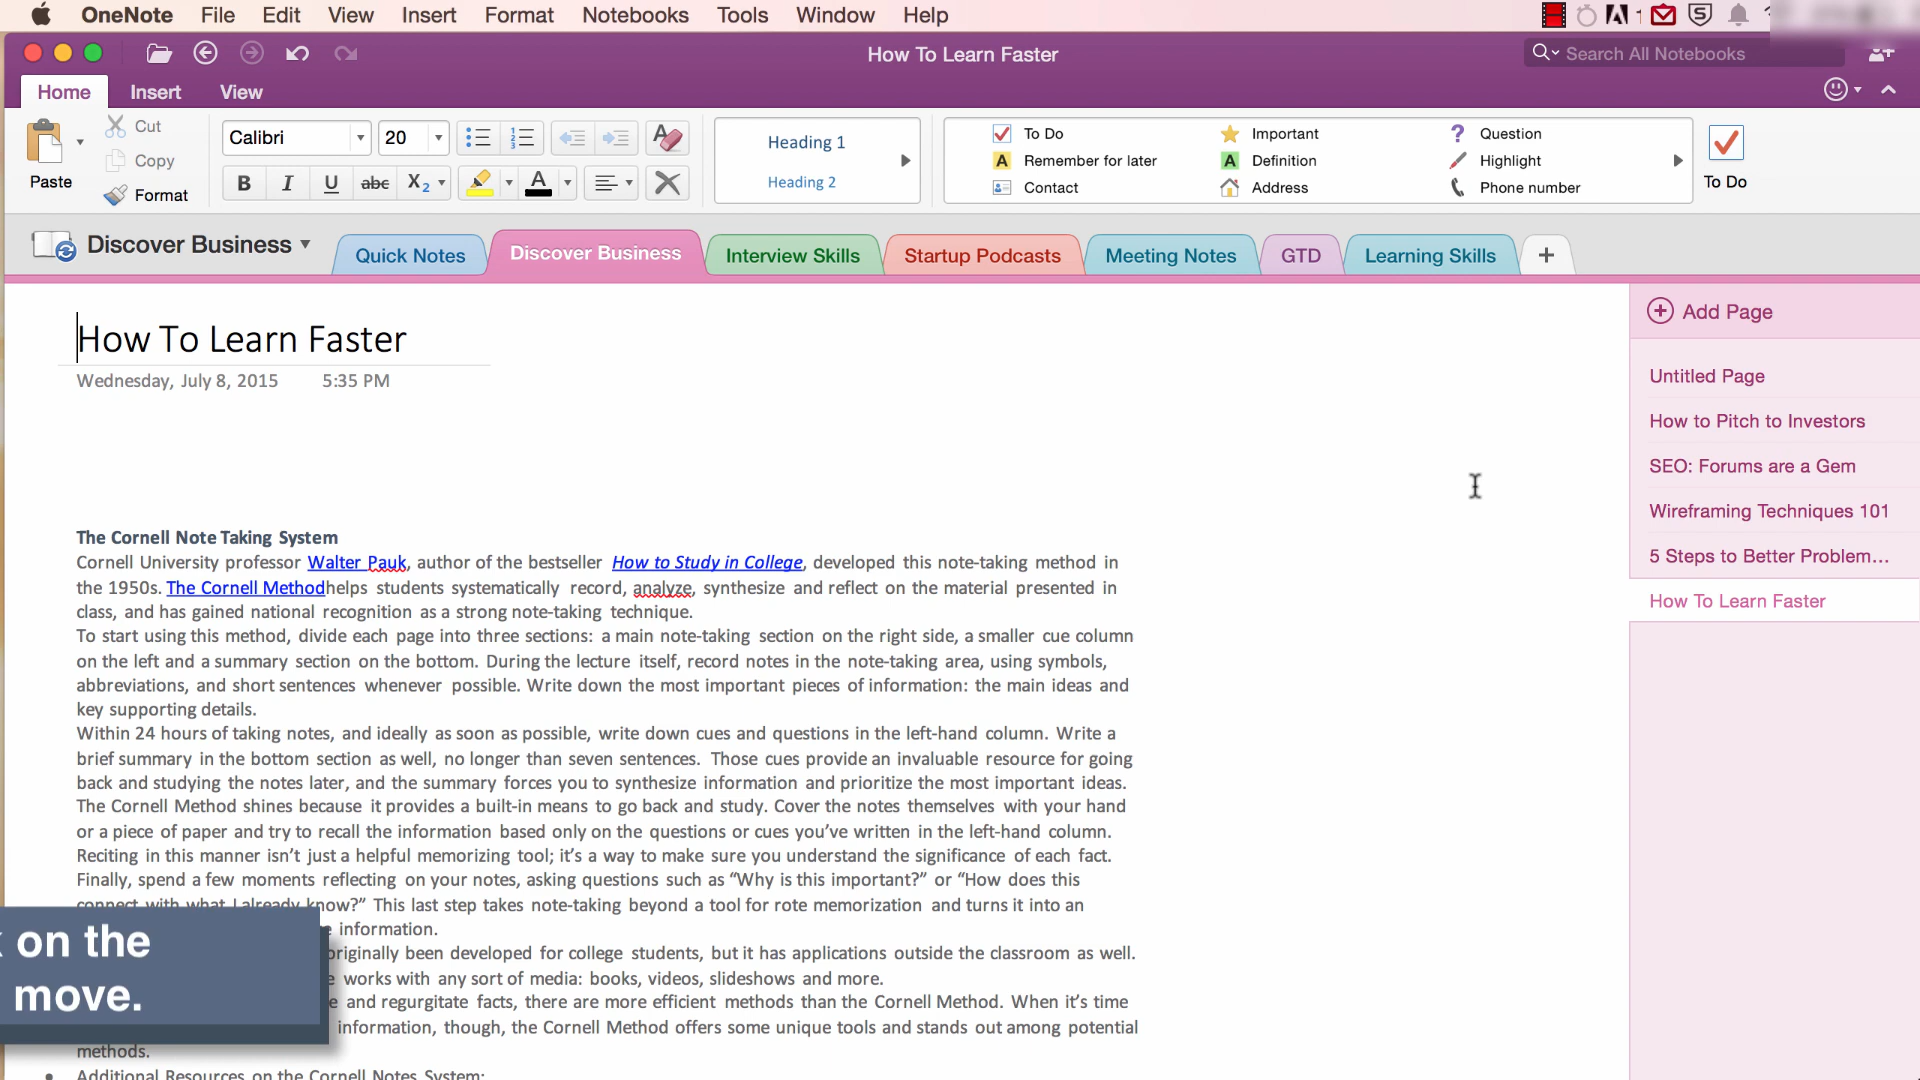 OneNote File Edit View Insert Format Notebooks Tools Window Help
How To Learn Faster
Search All Notebooks
Home Insert View
Paste
Cut
Copy
Format
Calibri 20
B I U abc X2 A
Heading 1
Heading 2
To Do Important Question
Remember for later Definition Highlight
Contact Address Phone number
To Do
Discover Business
Quick Notes Discover Business Interview Skills Startup Podcasts Meeting Notes GTD Learning Skills +
How To Learn Faster
Wednesday, July 8, 2015 5:35 PM
The Cornell Note Taking System
Cornell University professor Walter Pauk, author of the bestseller How to Study in College, developed this note-taking method in
the 1950s. The Cornell Methodhelps students systematically record, analyze, synthesize and reflect on the material presented in
class, and has gained national recognition as a strong note-taking technique.
To start using this method, divide each page into three sections: a main note-taking section on the right side, a smaller cue column
on the left and a summary section on the bottom. During the lecture itself, record notes in the note-taking area, using symbols,
abbreviations, and short sentences whenever possible. Write down the most important pieces of information: the main ideas and
key supporting details.
Within 24 hours of taking notes, and ideally as soon as possible, write down cues and questions in the left-hand column. Write a
brief summary in the bottom section as well, no longer than seven sentences. Those cues provide an invaluable resource for going
back and studying the notes later, and the summary forces you to synthesize information and prioritize the most important ideas.
The Cornell Method shines because it provides a built-in means to go back and study. Cover the notes themselves with your hand
or a piece of paper and try to recall the information based only on the questions or cues you've written in the left-hand column.
Reciting in this manner isn't just a helpful memorizing tool; it's a way to make sure you understand the significance of each fact.
Finally, spend a few moments reflecting on your notes, asking questions such as “Why is this important?” or “How does this
connect with what I already know?” This last step takes note-taking beyond a tool for rote memorization and turns it into an
information.
originally been developed for college students, but it has applications outside the classroom as well.
works with any sort of media: books, videos, slideshows and more.
and regurgitate facts, there are more efficient methods than the Cornell Method. When it's time
information, though, the Cornell Method offers some unique tools and stands out among potential
methods.
• Additional Resources on the Cornell Notes System:
on the
move.
Add Page
Untitled Page
How to Pitch to Investors
SEO: Forums are a Gem
Wireframing Techniques 101
5 Steps to Better Problem...
How To Learn Faster